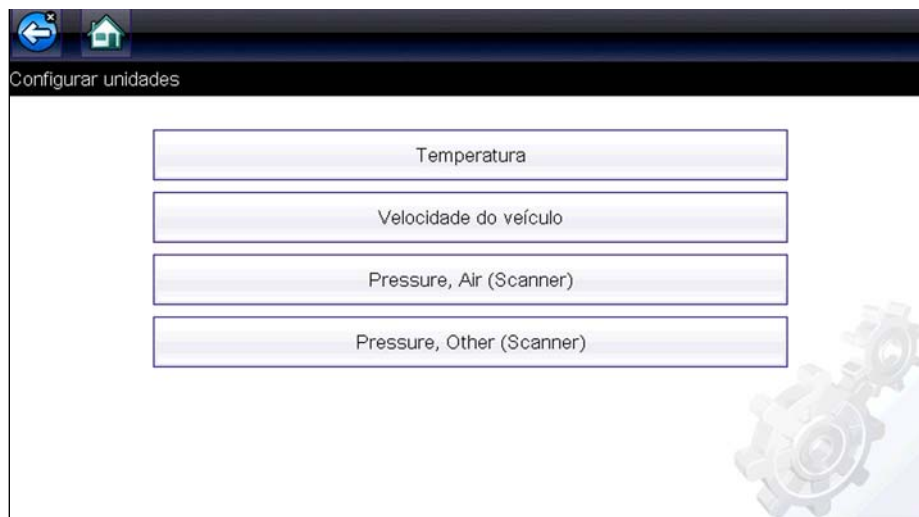 Configurar unidades
Temperatura
Velocidade do veículo
Pressure, Air (Scanner)
Pressure, Other (Scanner)